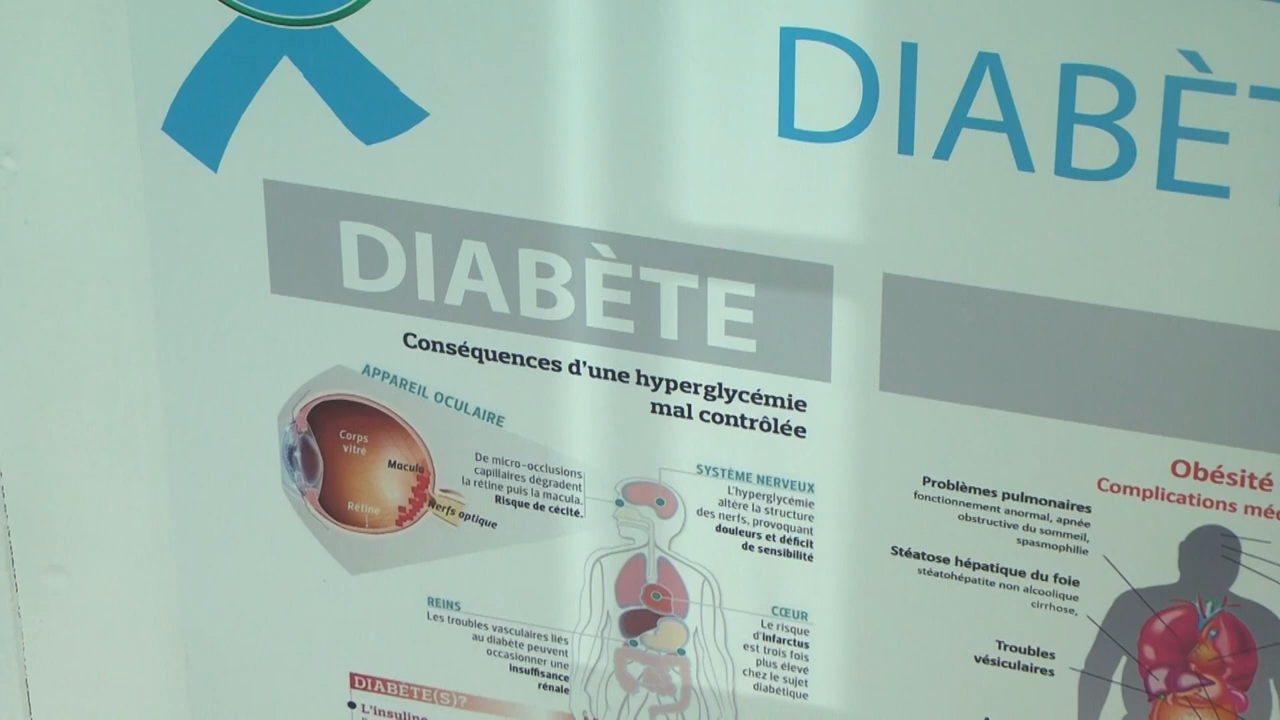 DIABÈ
DIABÈTE
Conséquences d'une hyperglycémie
mal contrôlée
APPAREIL OCULAIRE
Corps
vitré
Macula
Rétine
Nerfs optique
De micro-occlusions
capillaires dégradent
la rétine puis la macula.
Risque de cécité.
SYSTÈME NERVEUX
L'hyperglycémie
altère la structure
des nerfs, provoquant
douleurs et déficit
de sensibilité
REINS
Les troubles vasculaires liés
au diabète peuvent
occasionner une
insuffisance
rénale
CŒUR
Le risque
d'infarctus
est trois fois
plus élevé
chez le sujet
diabétique
DIABÈTE(S)?
L'insuline
Obésité
Complications méd
Problèmes pulmonaires
fonctionnement anormal, apnée
obstructive du sommeil,
spasmophilie
Stéatose hépatique du foie
stéatohépatite non alcoolique
cirrhose,
Troubles
vésiculaires